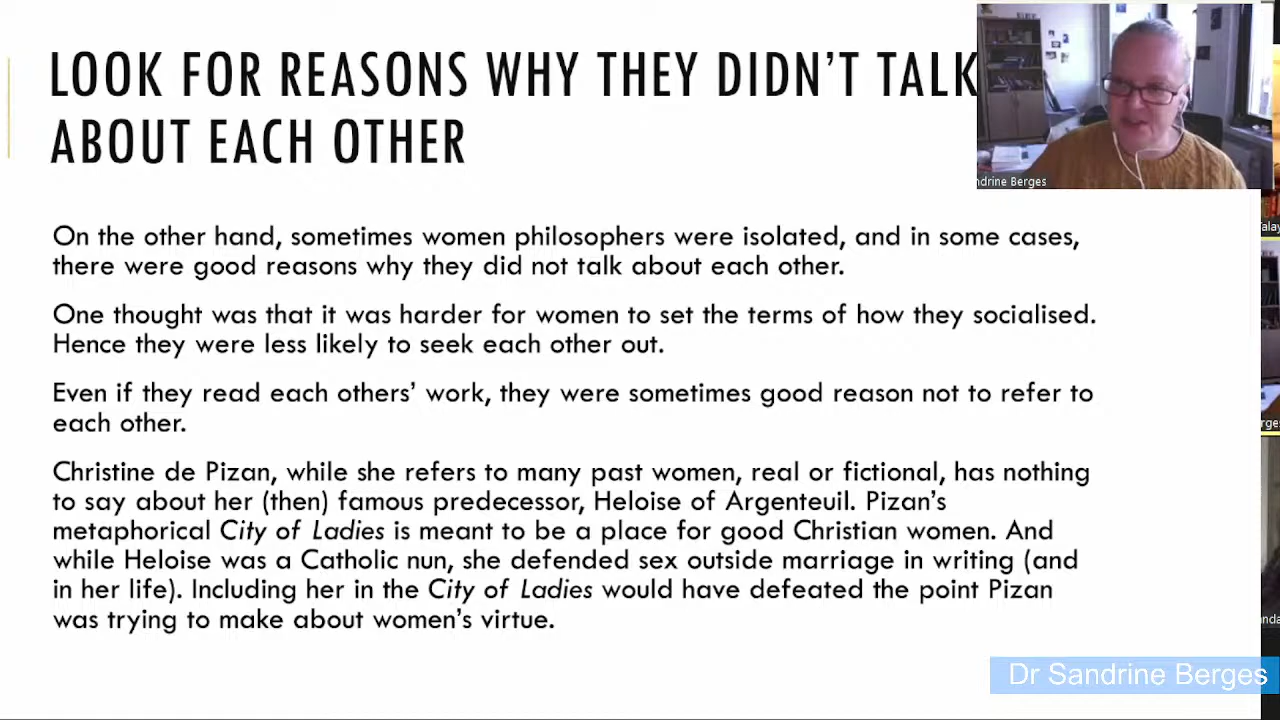 LOOK FOR REASONS WHY THEY DIDN'T TALK
ABOUT EACH OTHER
ndrine Berges
On the other hand, sometimes women philosophers were isolated, and in some cases,
there were good reasons why they did not talk about each other.
One thought was that it was harder for women to set the terms of how they socialised.
Hence they were less likely to seek each other out.
Even if they read each others' work, they were sometimes good reason not to refer to
each other.
Christine de Pizan, while she refers to many past women, real or fictional, has nothing
to say about her (then) famous predecessor, Heloise of Argenteuil. Pizan's
metaphorical City of Ladies is meant to be a place for good Christian women. And
while Heloise was a Catholic nun, she defended sex outside marriage in writing (and
in her life). Including her in the City of Ladies would have defeated the point Pizan
was trying to make about women's virtue.
Dr Sandrine Berges